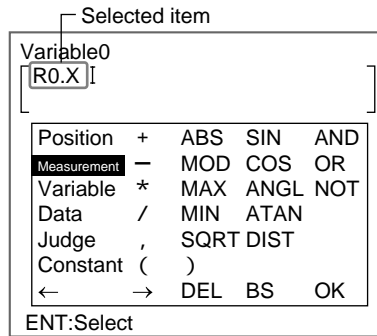 Selected item
Variable0
R0.X
Position + ABS SIN AND
Measurement − MOD COS OR
Variable * MAX ANGL NOT
Data / MIN ATAN
Judge , SQRT DIST
Constant ( )
← → DEL BS OK
ENT:Select